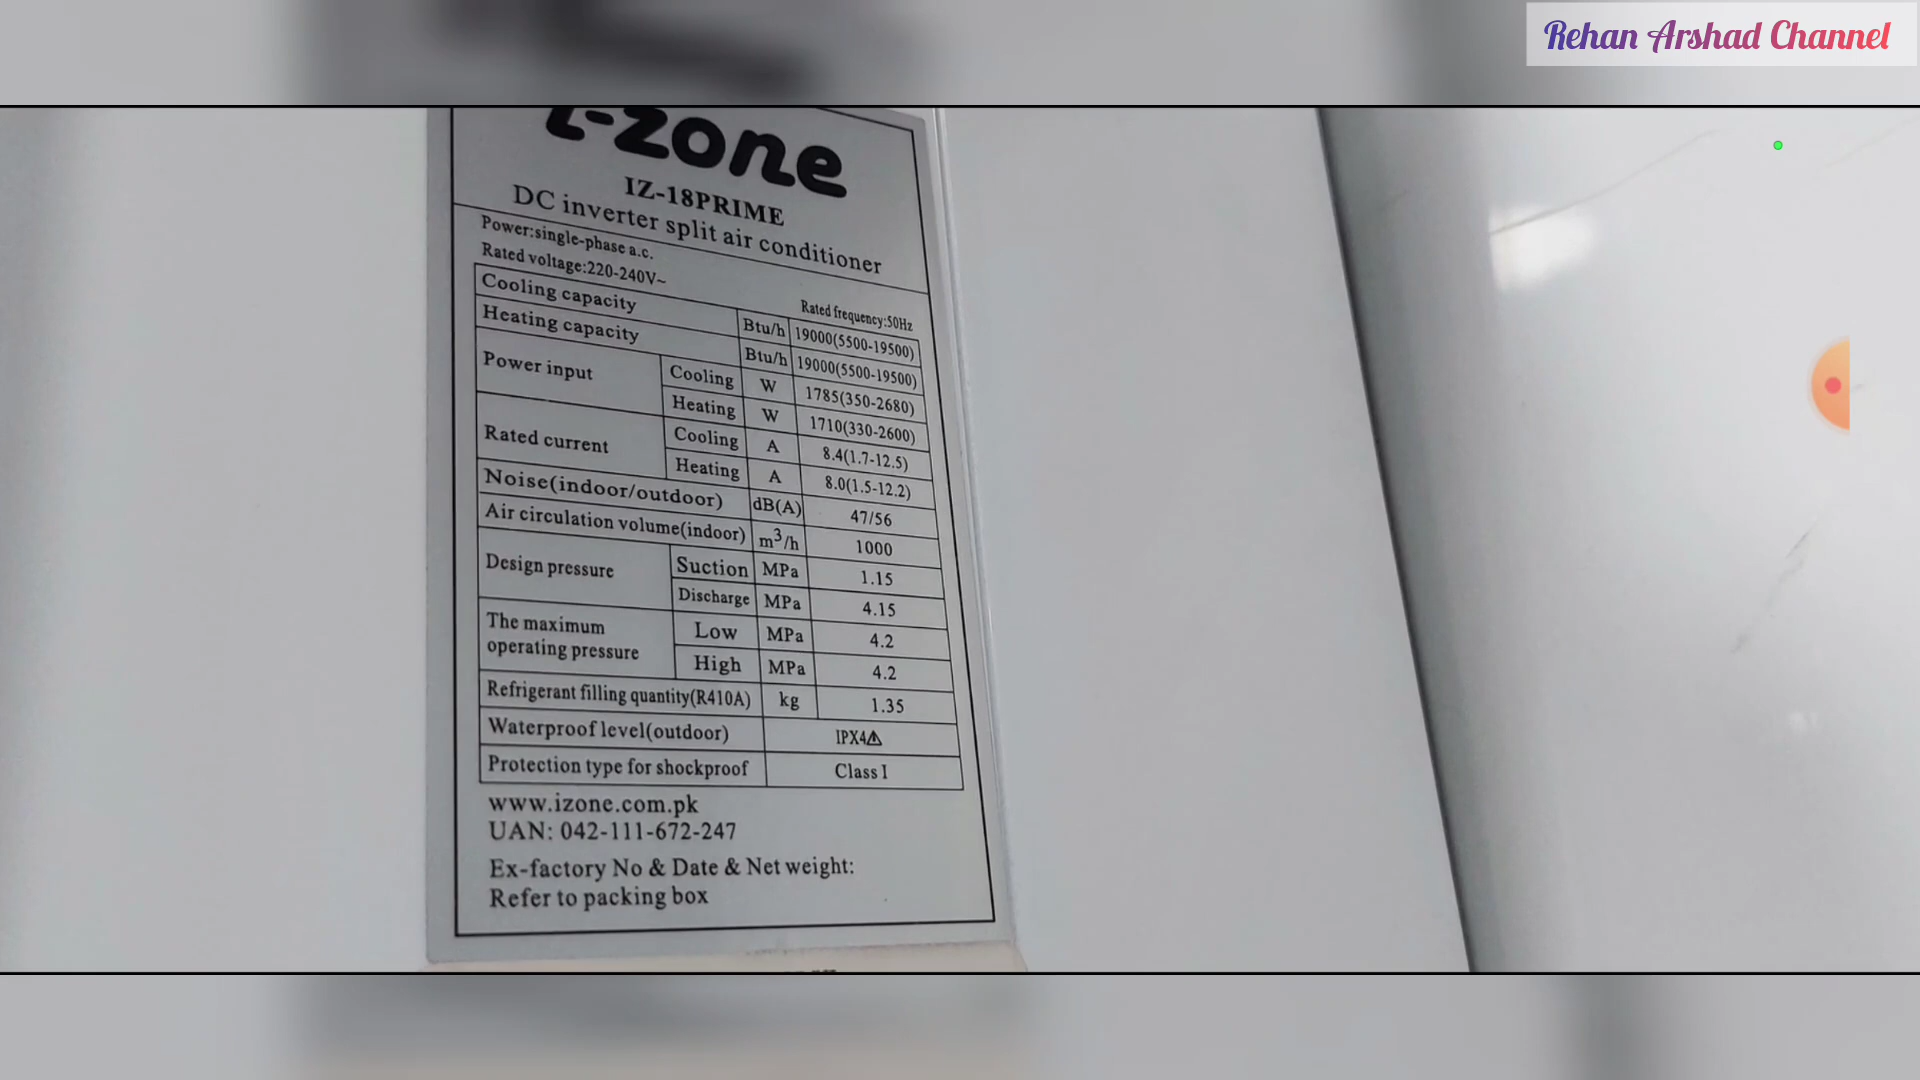 Rehan Arshad Channel
i-zone
IZ-18PRIME
DC inverter split air conditioner
Power:single-phase a.c.
Rated voltage:220-240V~
Rated frequency:50Hz
Cooling capacity Btu/h 19000(5500-19500)
Heating capacity Btu/h 19000(5500-19500)
Power input Cooling W 1785(350-2680)
Heating W 1710(330-2600)
Rated current Cooling A 8.4(1.7-12.5)
Heating A 8.0(1.5-12.2)
Noise(indoor/outdoor) dB(A) 47/56
Air circulation volume(indoor) m³/h 1000
Design pressure Suction MPa 1.15
Discharge MPa 4.15
The maximum
operating pressure Low MPa 4.2
High MPa 4.2
Refrigerant filling quantity(R410A) kg 1.35
Waterproof level(outdoor) IPX4⚠
Protection type for shockproof Class I
www.izone.com.pk
UAN: 042-111-672-247
Ex-factory No & Date & Net weight:
Refer to packing box